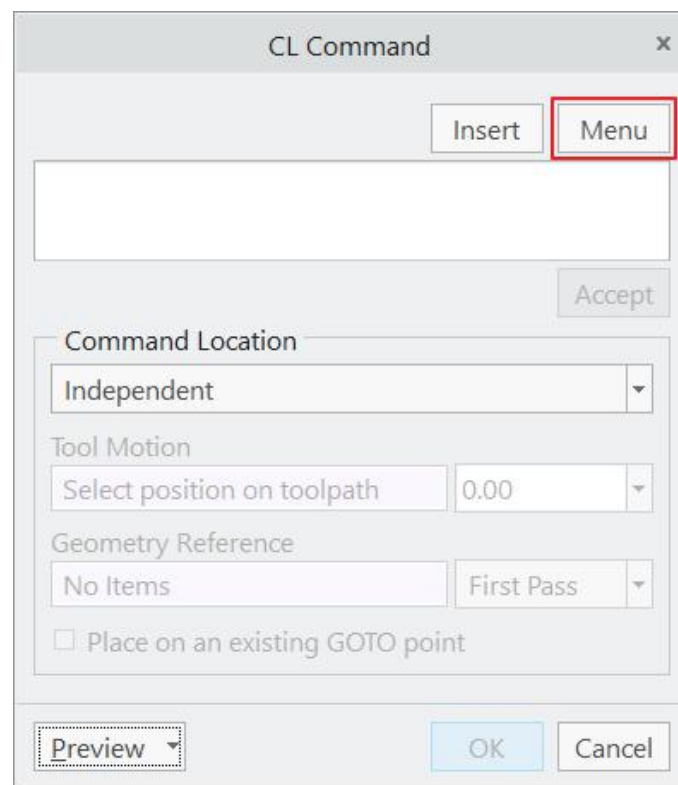 CL Command ×
Insert Menu
Accept
Command Location
Independent
Tool Motion
Select position on toolpath 0.00
Geometry Reference
No Items First Pass
Place on an existing GOTO point
Preview OK Cancel